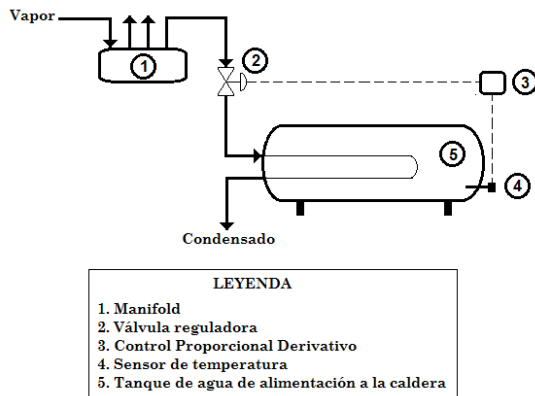 Vapor
1
2
3
5
4
Condensado
LEYENDA
1. Manifold
2. Válvula reguladora
3. Control Proporcional Derivativo
4. Sensor de temperatura
5. Tanque de agua de alimentación a la caldera